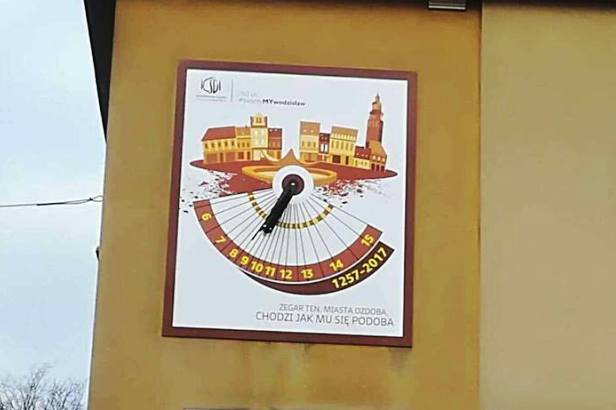 #tworzyMYwodzisław
6 7 8 9 10 11 12 13 14 15
1257-2017
ZEGAR TEN, MIASTA OZDOBA,
CHODZI JAK MU SIĘ PODOBA